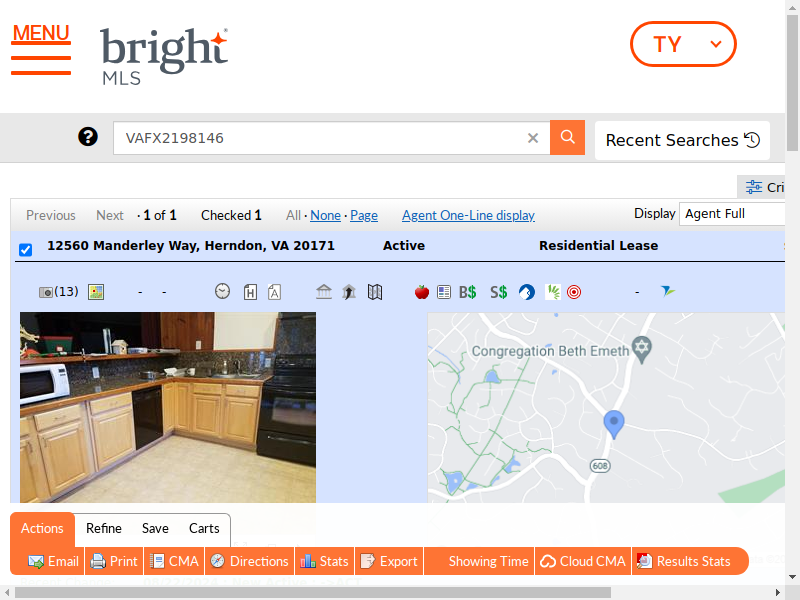 MENU
bright
MLS
TY
VAFX2198146
Recent Searches
Cri
Previous Next · 1 of 1 Checked 1 All · None · Page Agent One-Line display Display Agent Full
12560 Manderley Way, Herndon, VA 20171 Active Residential Lease
(13) - - H A B$ S$ -
Congregation Beth Emeth
608
Actions Refine Save Carts
Email Print CMA Directions Stats Export Showing Time Cloud CMA Results Stats